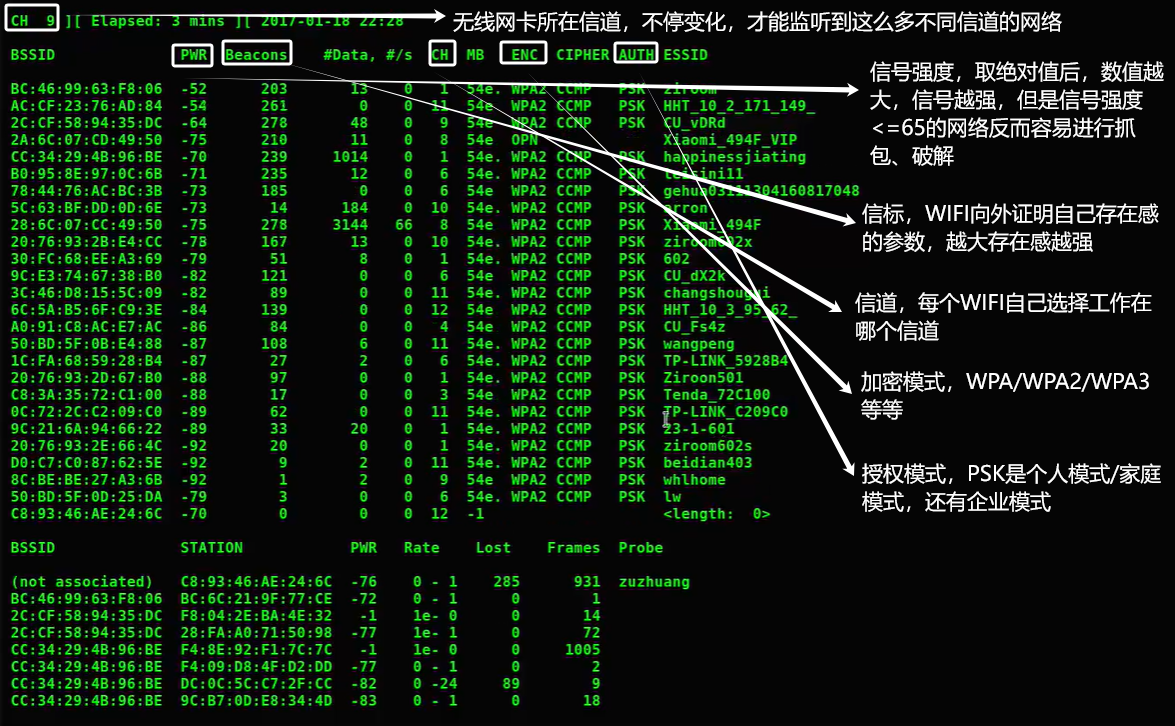 CH 9 ][ Elapsed: 3 mins ][ 2017-01-18 22:28
无线网卡所在信道，不停变化，才能监听到这么多不同信道的网络
BSSID PWR Beacons #Data, #/s CH MB ENC CIPHER AUTH ESSID
BC:46:99:63:F8:06 -52 203 13 0 1 54e. WPA2 CCMP PSK ziroom
AC:CF:23:76:AD:84 -54 261 0 0 11 54e. WPA2 CCMP PSK HHT_10_2_171_149_
2C:CF:58:94:35:DC -64 278 48 0 9 54e WPA2 CCMP PSK CU_vDRd
2A:6C:07:CD:49:50 -75 210 11 0 8 54e OPN Xiaomi_494F_VIP
CC:34:29:4B:96:BE -70 239 1014 0 1 54e. WPA2 CCMP PSK happinessjiating
B0:95:8E:97:0C:6B -71 235 12 0 6 54e. WPA2 CCMP PSK leisini11
78:44:76:AC:BC:3B -73 185 0 0 6 54e WPA2 CCMP PSK gehua03111304160817048
5C:63:BF:DD:0D:6E -73 14 184 0 10 54e. WPA2 CCMP PSK arron
28:6C:07:CC:49:50 -75 278 3144 66 8 54e WPA2 CCMP PSK Xiaomi_494F
20:76:93:2B:E4:CC -78 167 13 0 10 54e. WPA2 CCMP PSK ziroom602x
30:FC:68:EE:A3:69 -79 51 8 0 1 54e. WPA2 CCMP PSK 602
9C:E3:74:67:38:B0 -82 121 0 0 6 54e WPA2 CCMP PSK CU_dX2k
3C:46:D8:15:5C:09 -82 89 0 0 11 54e. WPA2 CCMP PSK changshougui
6C:5A:B5:6F:C9:3E -84 139 0 0 12 54e WPA2 CCMP PSK HHT_10_3_95_62_
A0:91:C8:AC:E7:AC -86 84 0 0 4 54e WPA2 CCMP PSK CU_Fs4z
50:BD:5F:0B:E4:88 -87 108 6 0 11 54e. WPA2 CCMP PSK wangpeng
1C:FA:68:59:28:B4 -87 27 2 0 6 54e. WPA2 CCMP PSK TP-LINK_5928B4
20:76:93:2D:67:B0 -88 97 0 0 1 54e. WPA2 CCMP PSK Ziroon501
C8:3A:35:72:C1:00 -88 17 0 0 3 54e WPA2 CCMP PSK Tenda_72C100
0C:72:2C:C2:09:C0 -89 62 0 0 11 54e. WPA2 CCMP PSK TP-LINK_C209C0
9C:21:6A:94:66:22 -89 33 20 0 1 54e. WPA2 CCMP PSK 23-1-601
20:76:93:2E:66:4C -92 20 0 0 1 54e. WPA2 CCMP PSK ziroom602s
D0:C7:C0:87:62:5E -92 9 2 0 11 54e. WPA2 CCMP PSK beidian403
8C:BE:BE:27:A3:6B -92 1 2 0 9 54e WPA2 CCMP PSK whlhome
50:BD:5F:0D:25:DA -79 3 0 0 6 54e. WPA2 CCMP PSK lw
C8:93:46:AE:24:6C -70 0 0 0 12 -1 <length: 0>
BSSID STATION PWR Rate Lost Frames Probe
(not associated) C8:93:46:AE:24:6C -76 0 - 1 285 931 zuzhuang
BC:46:99:63:F8:06 BC:6C:21:9F:77:CE -72 0 - 1 0 1
2C:CF:58:94:35:DC F8:04:2E:BA:4E:32 -1 1e- 0 0 14
2C:CF:58:94:35:DC 28:FA:A0:71:50:98 -77 1e- 1 0 72
CC:34:29:4B:96:BE F4:8E:92:F1:7C:7C -1 1e- 0 0 1005
CC:34:29:4B:96:BE F4:09:D8:4F:D2:DD -77 0 - 1 0 2
CC:34:29:4B:96:BE DC:0C:5C:C7:2F:CC -82 0 -24 89 9
CC:34:29:4B:96:BE 9C:B7:0D:E8:34:4D -83 0 - 1 0 18
信号强度，取绝对值后，数值越
大，信号越强，但是信号强度
<=65的网络反而容易进行抓
包、破解
信标，WIFI向外证明自己存在感
的参数，越大存在感越强
信道，每个WIFI自己选择工作在
哪个信道
加密模式，WPA/WPA2/WPA3
等等
授权模式，PSK是个人模式/家庭
模式，还有企业模式